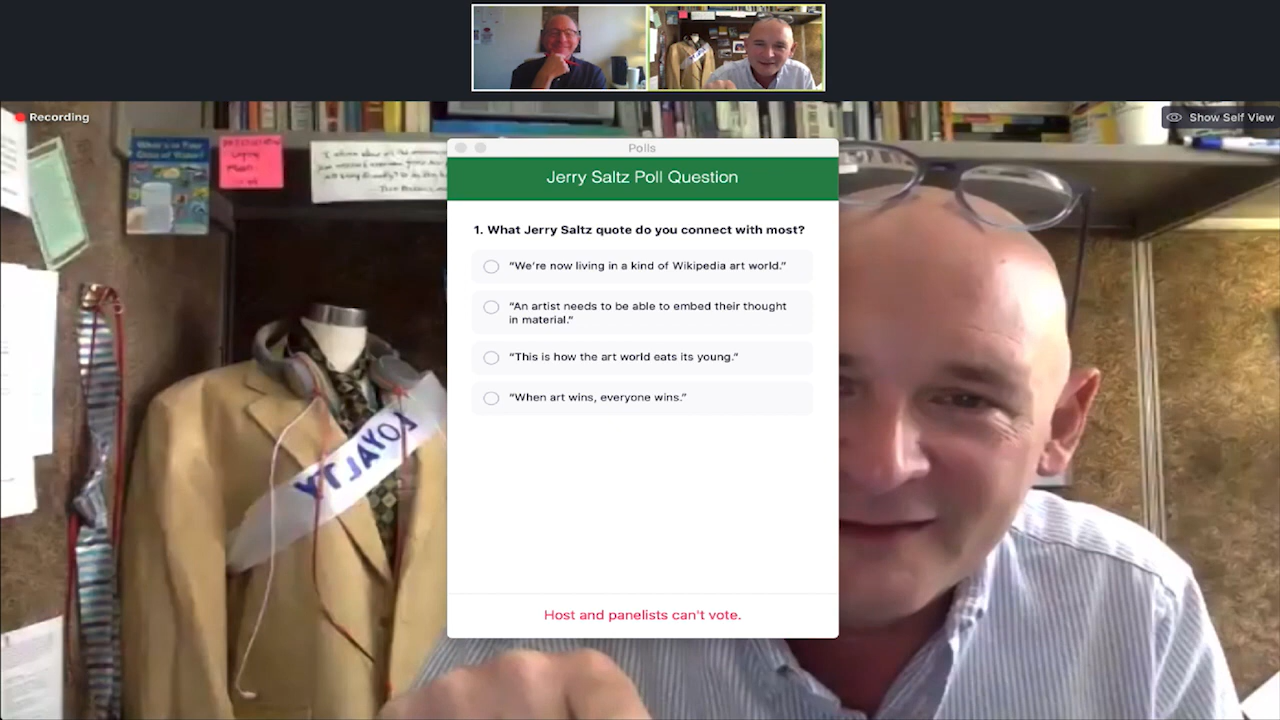 Recording
Show Self View
Polls
Jerry Saltz Poll Question
1. What Jerry Saltz quote do you connect with most?
“We’re now living in a kind of Wikipedia art world.”
“An artist needs to be able to embed their thought
in material.”
“This is how the art world eats its young.”
“When art wins, everyone wins.”
Host and panelists can't vote.
LOYALTY